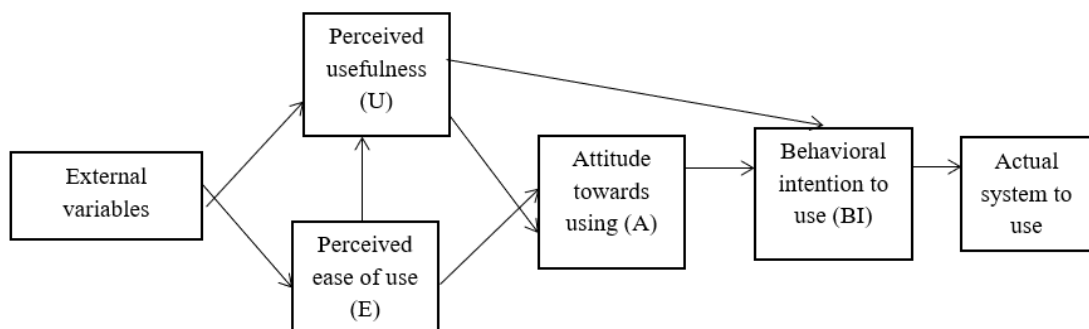 External
variables
Perceived
usefulness
(U)
Perceived
ease of use
(E)
Attitude
towards
using (A)
Behavioral
intention to
use (BI)
Actual
system to
use